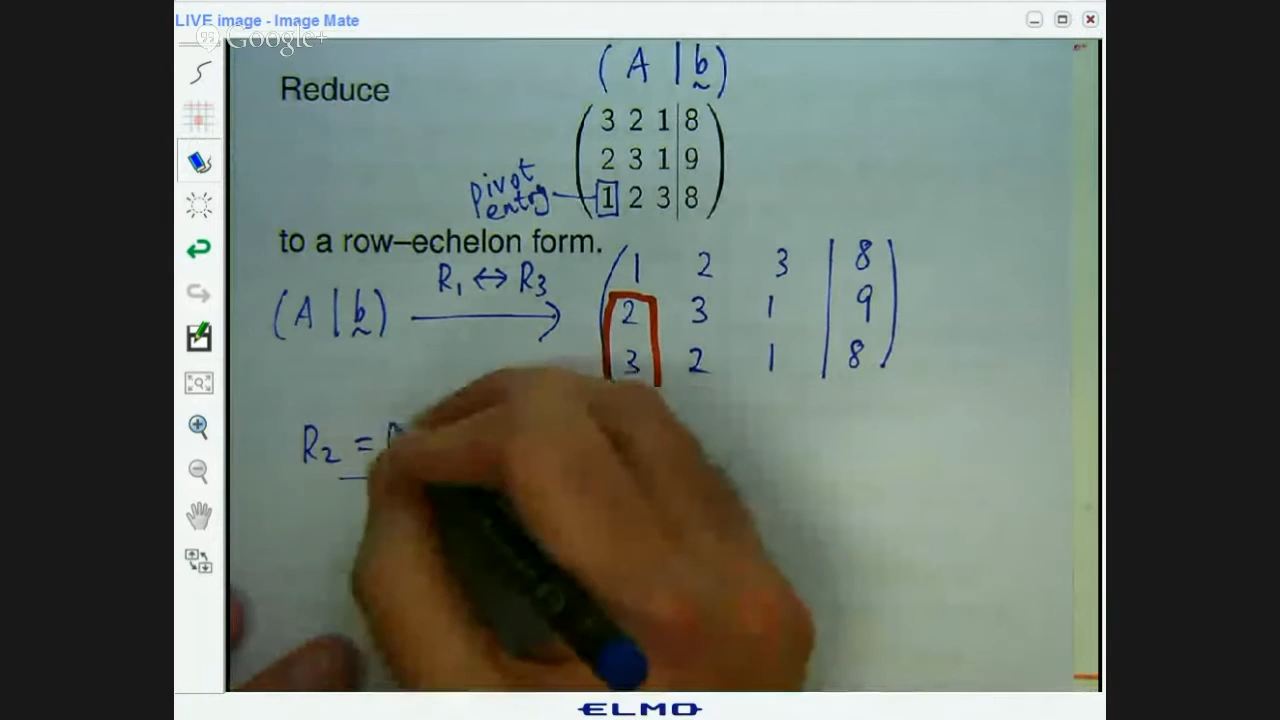 LIVE image - Image Mate
Google+
( A | b )
Reduce
3 2 1 8
2 3 1 9
Pivot
entry
1 2 3 8
to a row–echelon form.
( A | b ) R1 ↔ R3
1 2 3 8
2 3 1 9
3 2 1 8
R2 =
ELMO